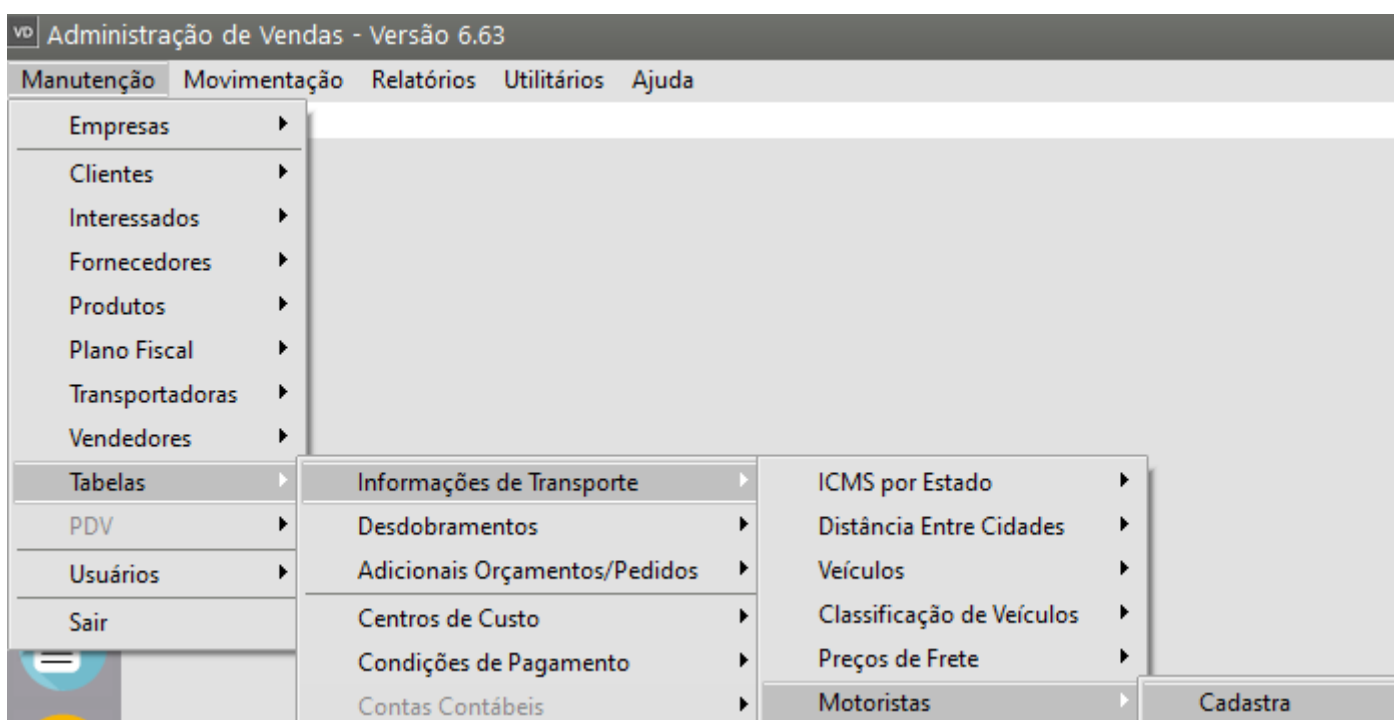 VD Administração de Vendas - Versão 6.63
Manutenção Movimentação Relatórios Utilitários Ajuda
Empresas
Clientes
Interessados
Fornecedores
Produtos
Plano Fiscal
Transportadoras
Vendedores
Tabelas
PDV
Usuários
Sair
Informações de Transporte
Desdobramentos
Adicionais Orçamentos/Pedidos
Centros de Custo
Condições de Pagamento
Contas Contábeis
ICMS por Estado
Distância Entre Cidades
Veículos
Classificação de Veículos
Preços de Frete
Motoristas
Cadastra